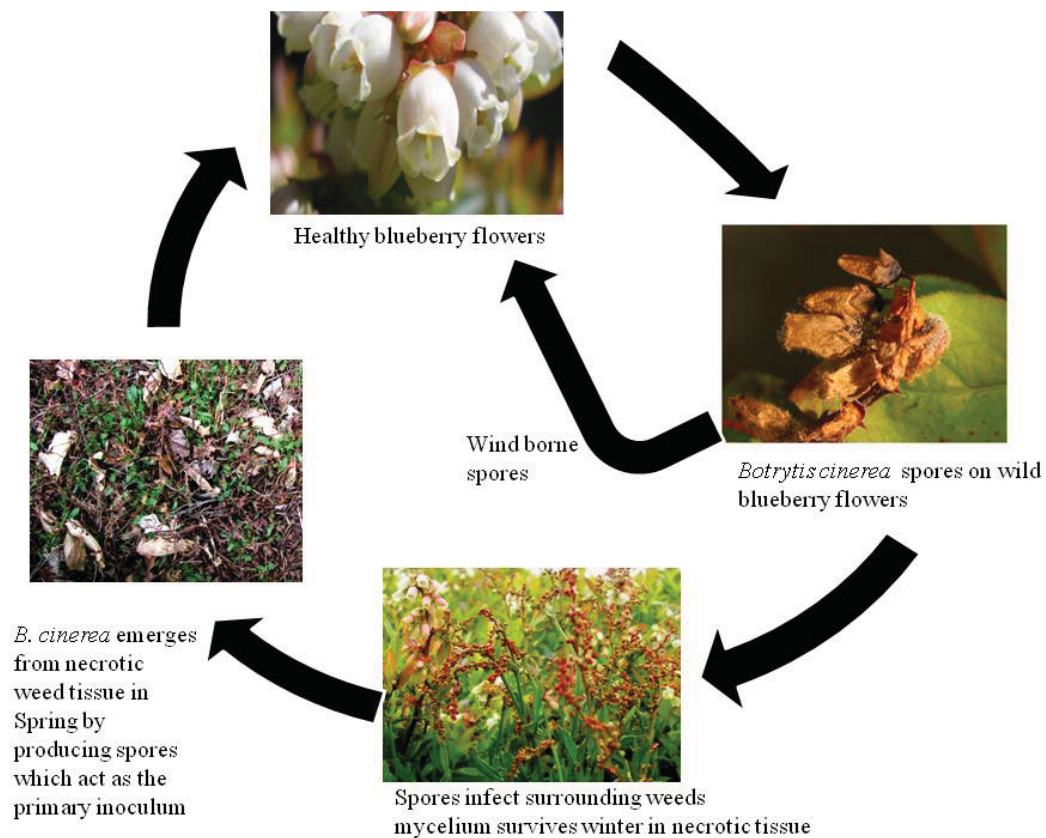 Healthy blueberry flowers
Wind borne
spores
Botrytis cinerea spores on wild
blueberry flowers
B. cinerea emerges
from necrotic
weed tissue in
Spring by
producing spores
which act as the
primary inoculum
Spores infect surrounding weeds
mycelium survives winter in necrotic tissue